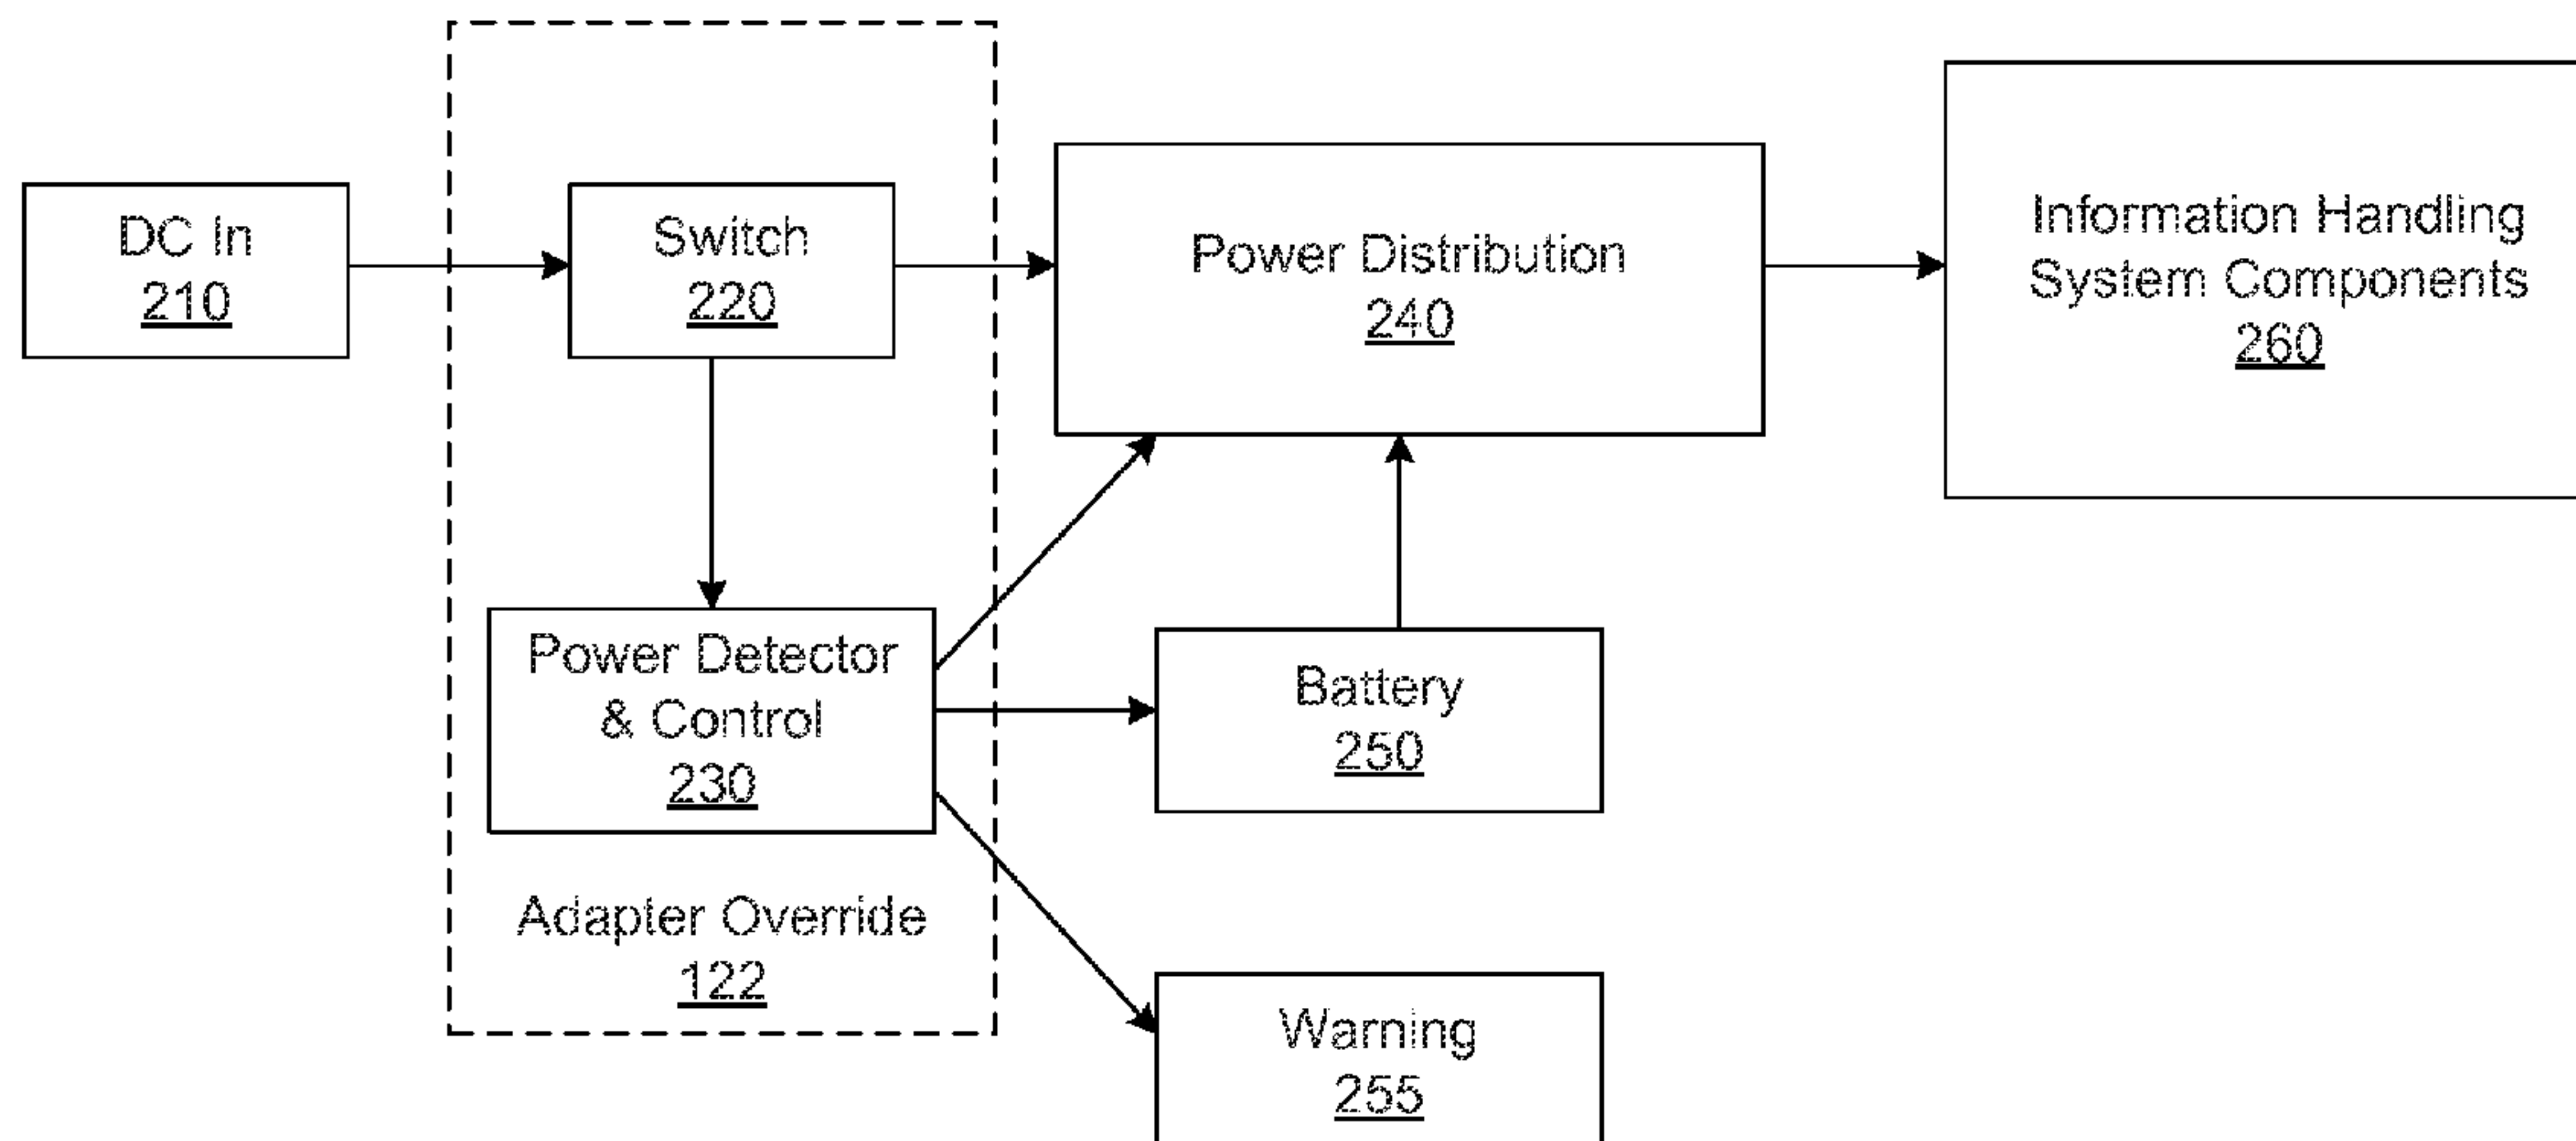 DC In
210
Switch
220
Power Distribution
240
Information Handling
System Components
260
Power Detector
& Control
230
Battery
250
Adapter Override
122
Warning
255